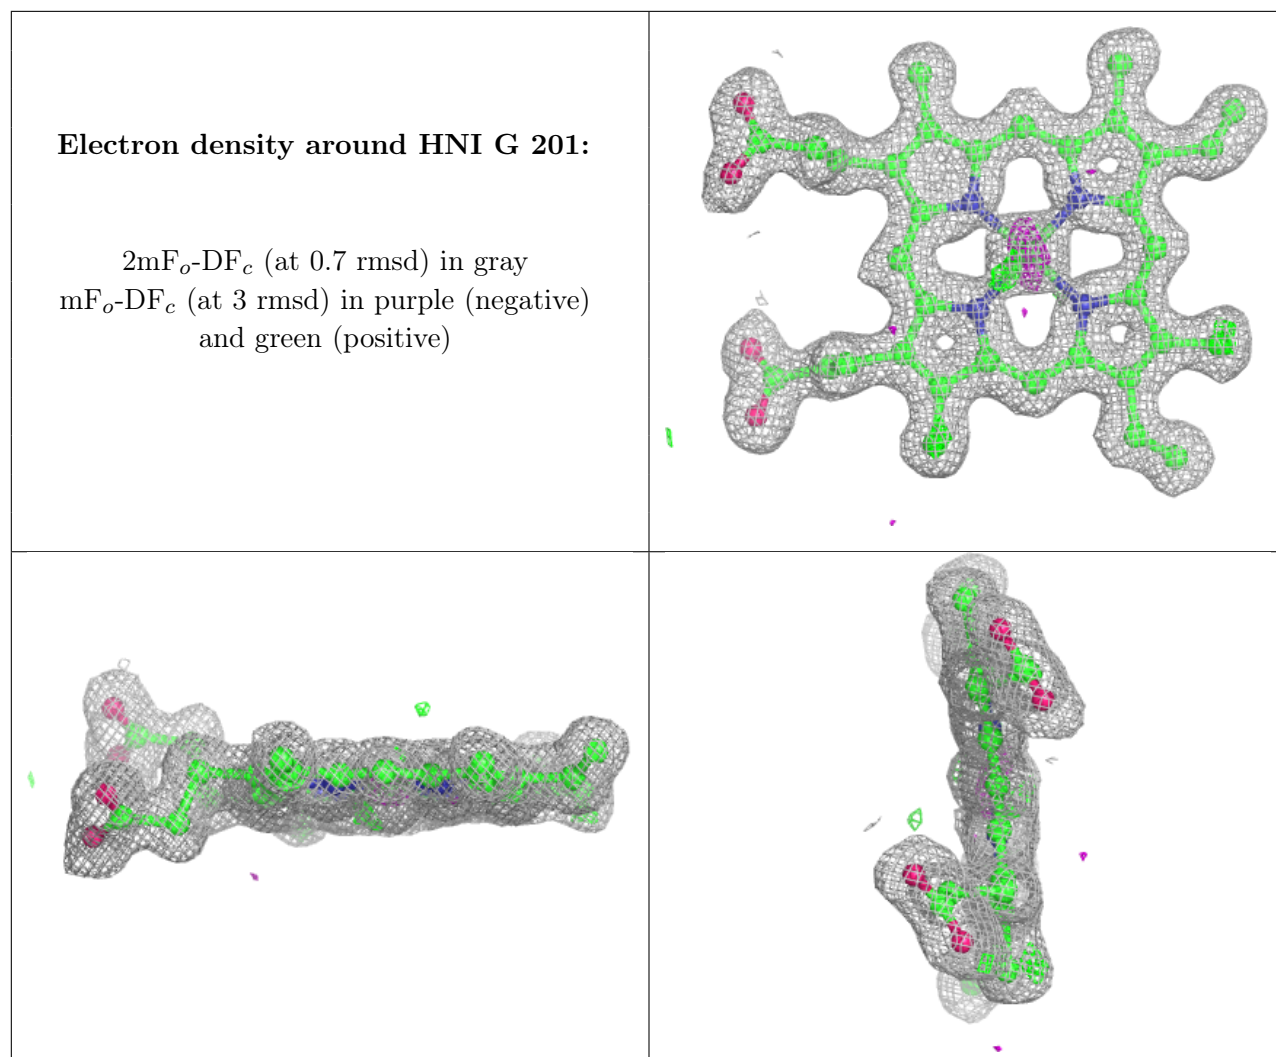 Electron density around HNI G 201:
2mFo-DFc (at 0.7 rmsd) in gray
mFo-DFc (at 3 rmsd) in purple (negative)
and green (positive)